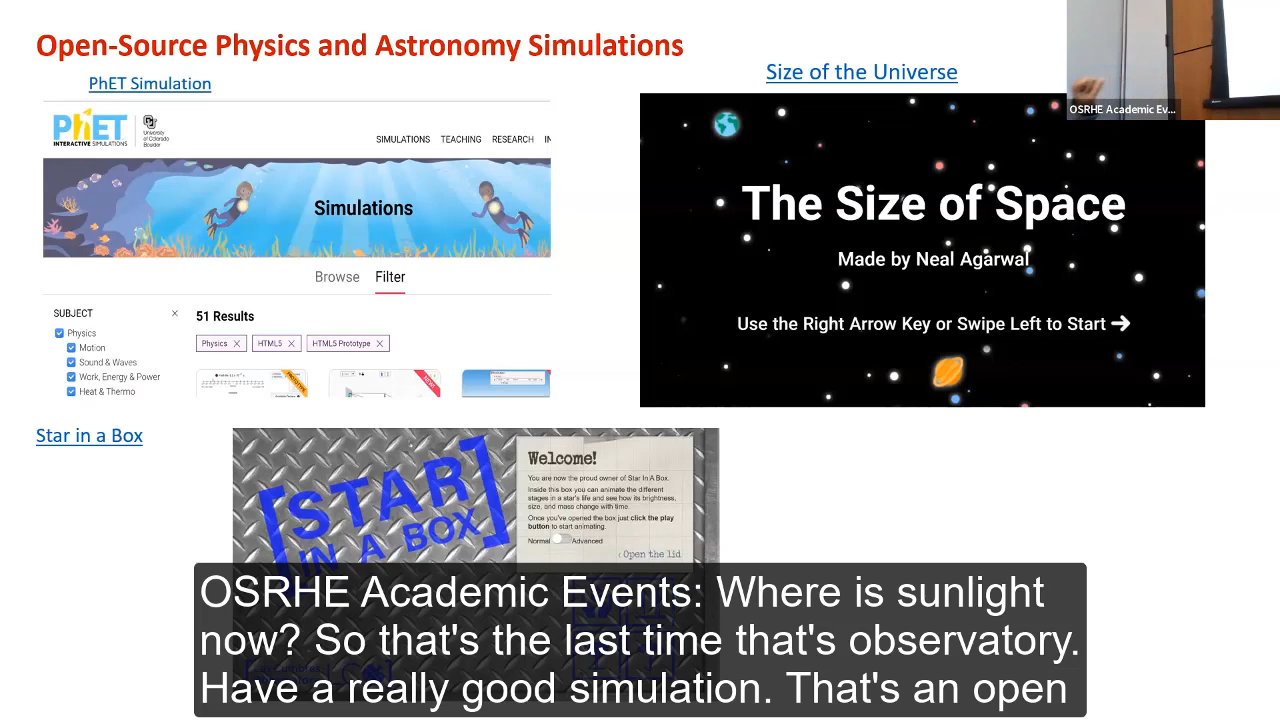 Open-Source Physics and Astronomy Simulations
PhET Simulation
Size of the Universe
OSRHE Academic Ev...
PhET
INTERACTIVE SIMULATIONS
University
of Colorado
Boulder
SIMULATIONS TEACHING RESEARCH IN
Simulations
Browse Filter
SUBJECT
Physics
Motion
Sound & Waves
Work, Energy & Power
Heat & Thermo
51 Results
Physics HTML5 HTML5 Prototype
The Size of Space
Made by Neal Agarwal
Use the Right Arrow Key or Swipe Left to Start
Star in a Box
[STAR
IN A BOX]
Welcome!
You are now the proud owner of Star In A Box.
Inside this box you can animate the different
stages in a star's life and see how its brightness,
size, and mass change with time.
Once you've opened the box just click the play
button to start animating.
Normal Advanced
Open the lid
OSRHE Academic Events: Where is sunlight
now? So that's the last time that's observatory.
Have a really good simulation. That's an open